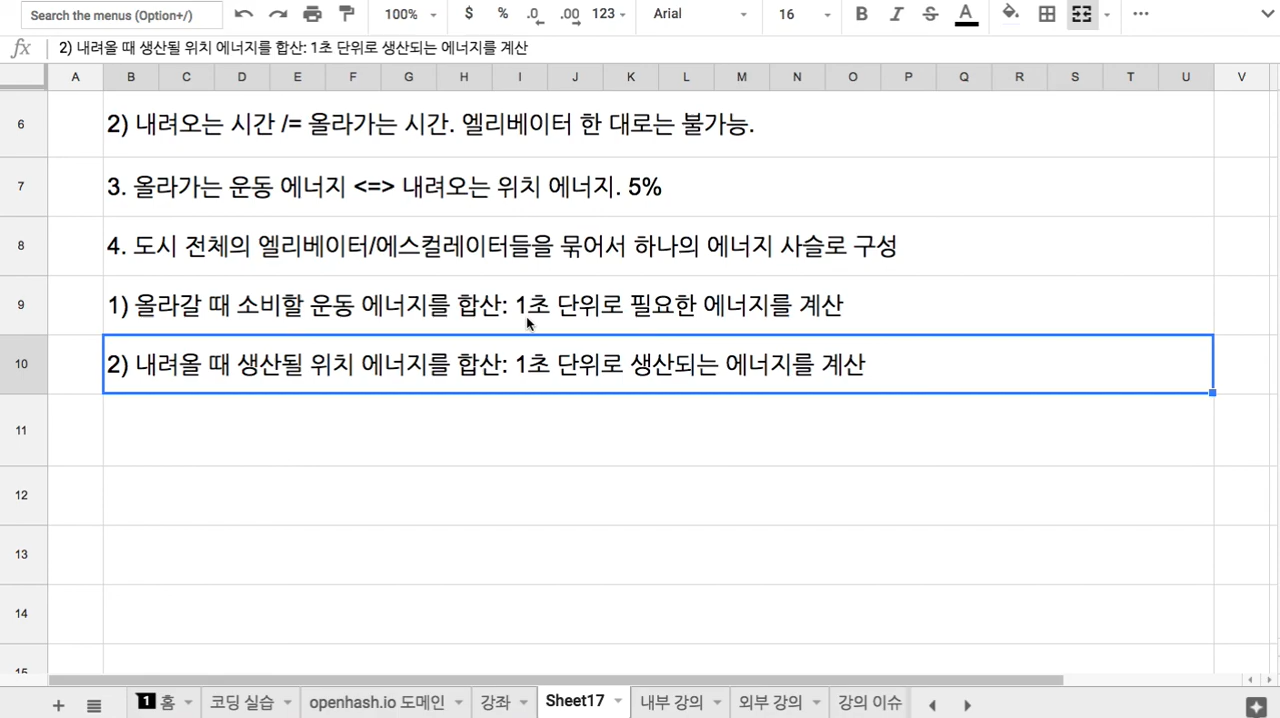 Search the menus (Option+/)
100%
$ % .0 .00 123
Arial
16
B I S A
fx
2) 내려올 때 생산될 위치 에너지를 합산: 1초 단위로 생산되는 에너지를 계산
A B C D E F G H I J K L M N O P Q R S T U V
6 2) 내려오는 시간 /= 올라가는 시간. 엘리베이터 한 대로는 불가능.
7 3. 올라가는 운동 에너지 <=> 내려오는 위치 에너지. 5%
8 4. 도시 전체의 엘리베이터/에스컬레이터들을 묶어서 하나의 에너지 사슬로 구성
9 1) 올라갈 때 소비할 운동 에너지를 합산: 1초 단위로 필요한 에너지를 계산
10 2) 내려올 때 생산될 위치 에너지를 합산: 1초 단위로 생산되는 에너지를 계산
11
12
13
14
15
1 홈
코딩 실습
openhash.io 도메인
강좌
Sheet17
내부 강의
외부 강의
강의 이슈